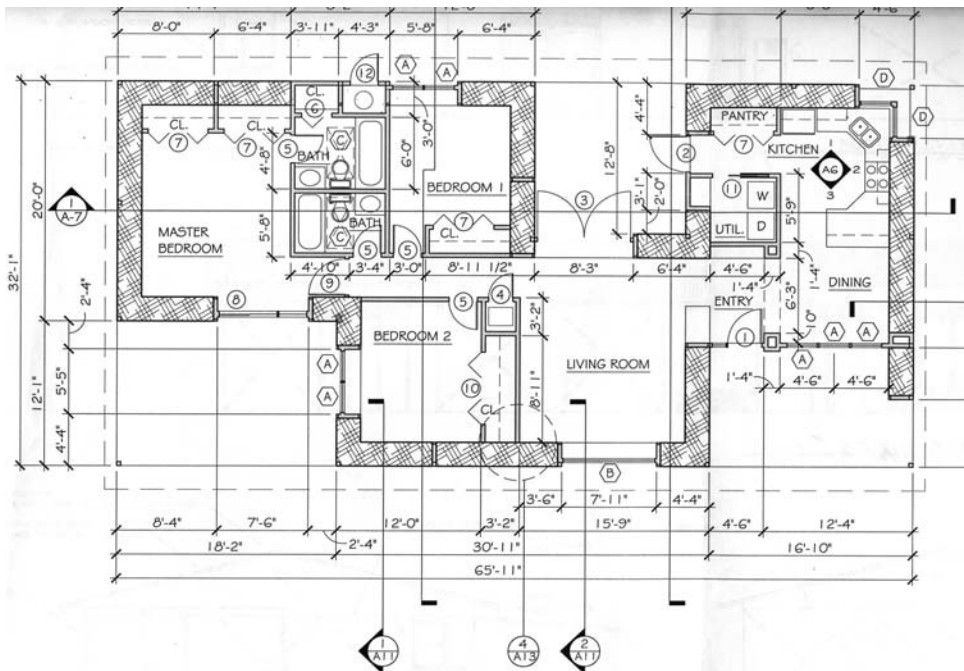 8'-0"
6'-4"
3'-11"
4'-3"
5'-8"
6'-4"
4'-6"
12
A
A
D
D
CL.
6
CL.
7
CL.
7
5
BATH
C
4'-8"
6'-0"
3'-0"
BEDROOM 1
12'-8"
4'-4"
PANTRY
7
KITCHEN
1
A6
2
3
2
11
W
D
UTIL.
3'-1"
2'-0"
5'-9"
3
7
CL.
20'-0"
32'-1"
1
A-7
MASTER
BEDROOM
5'-8"
C
BATH
5
5
4'-10"
3'-4"
3'-0"
8'-11 1/2"
8'-3"
6'-4"
4'-6"
1'-4"
1'-4"
DINING
ENTRY
6'-3"
10"
2'-4"
8
9
5
4
3'-2"
BEDROOM 2
LIVING ROOM
1
A
A
A
A
A
10
CL.
8'-11"
1'-4"
4'-6"
4'-6"
12'-1"
5'-5"
4'-4"
B
3'-6"
7'-11"
4'-4"
8'-4"
7'-6"
12'-0"
3'-2"
15'-9"
4'-6"
12'-4"
18'-2"
2'-4"
30'-11"
16'-10"
65'-11"
1
A11
4
A13
2
A11